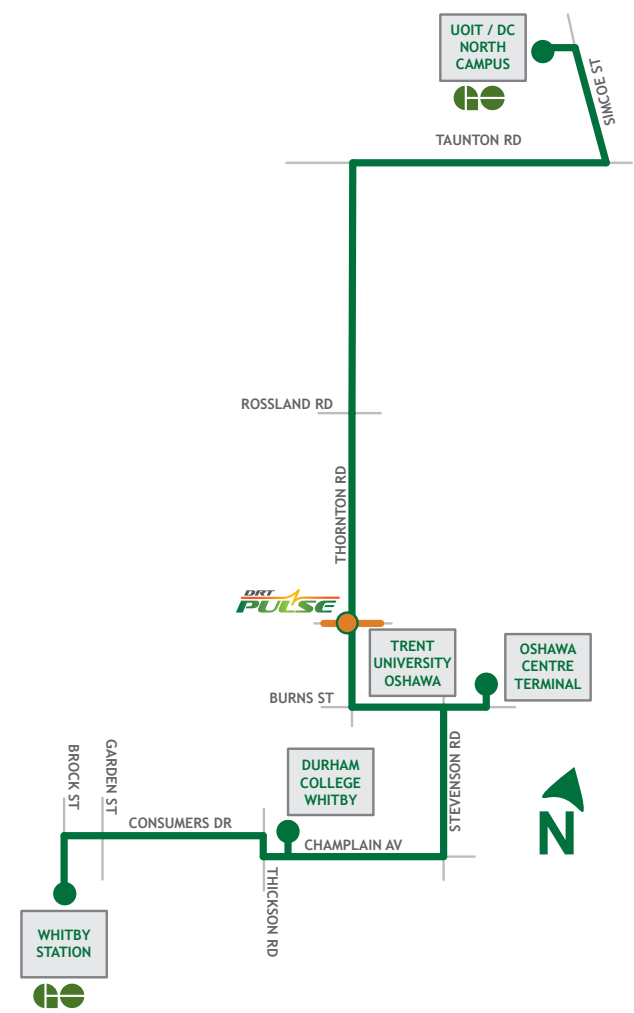 UOIT / DC
NORTH
CAMPUS
GO
SIMCOE ST
TAUNTON RD
ROSSLAND RD
THORNTON RD
DRT
PULSE
TRENT
UNIVERSITY
OSHAWA
OSHAWA
CENTRE
TERMINAL
BURNS ST
STEVENSON RD
DURHAM
COLLEGE
WHITBY
BROCK ST
GARDEN ST
CONSUMERS DR
CHAMPLAIN AV
THICKSON RD
N
WHITBY
STATION
GO